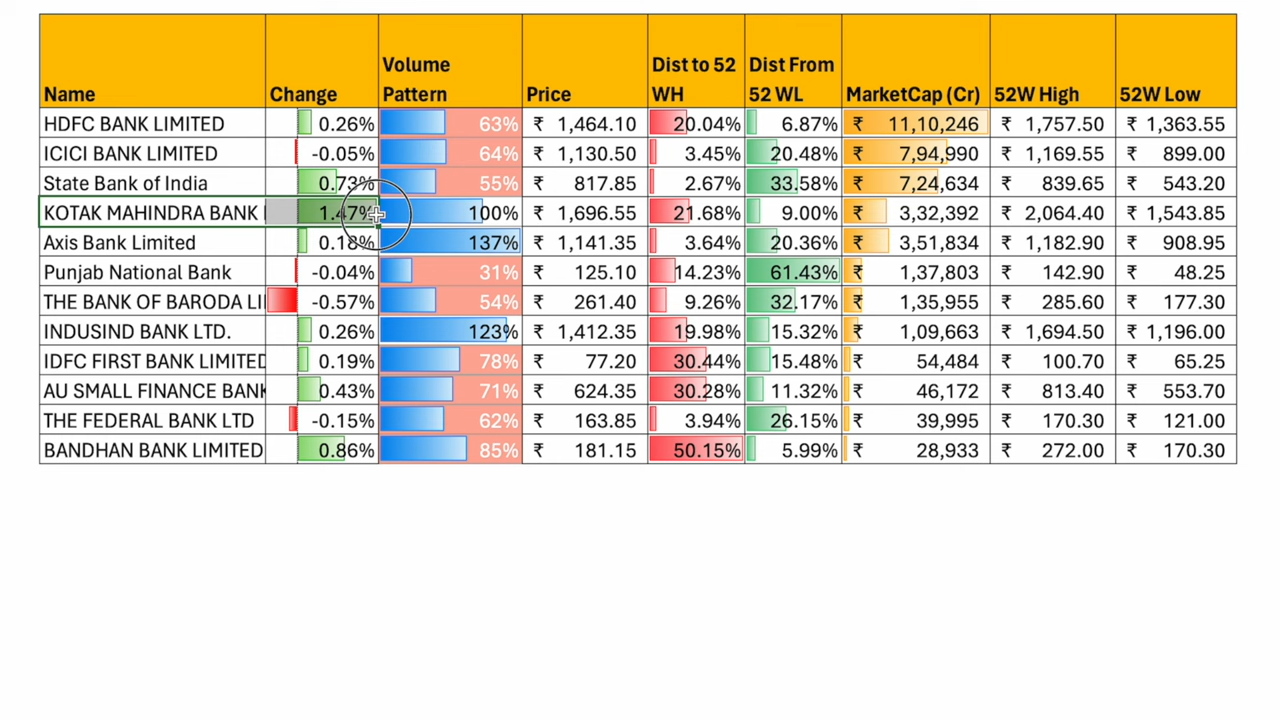 Name Change Volume Pattern Price Dist to 52 WH Dist From 52 WL MarketCap (Cr) 52W High 52W Low
HDFC BANK LIMITED 0.26% 63% ₹ 1,464.10 20.04% 6.87% ₹ 11,10,246 ₹ 1,757.50 ₹ 1,363.55
ICICI BANK LIMITED -0.05% 64% ₹ 1,130.50 3.45% 20.48% ₹ 7,94,990 ₹ 1,169.55 ₹ 899.00
State Bank of India 0.73% 55% ₹ 817.85 2.67% 33.58% ₹ 7,24,634 ₹ 839.65 ₹ 543.20
KOTAK MAHINDRA BANK 1.47% 100% ₹ 1,696.55 21.68% 9.00% ₹ 3,32,392 ₹ 2,064.40 ₹ 1,543.85
Axis Bank Limited 0.18% 137% ₹ 1,141.35 3.64% 20.36% ₹ 3,51,834 ₹ 1,182.90 ₹ 908.95
Punjab National Bank -0.04% 31% ₹ 125.10 14.23% 61.43% ₹ 1,37,803 ₹ 142.90 ₹ 48.25
THE BANK OF BARODA LI -0.57% 54% ₹ 261.40 9.26% 32.17% ₹ 1,35,955 ₹ 285.60 ₹ 177.30
INDUSIND BANK LTD. 0.26% 123% ₹ 1,412.35 19.98% 15.32% ₹ 1,09,663 ₹ 1,694.50 ₹ 1,196.00
IDFC FIRST BANK LIMITED 0.19% 78% ₹ 77.20 30.44% 15.48% ₹ 54,484 ₹ 100.70 ₹ 65.25
AU SMALL FINANCE BANK 0.43% 71% ₹ 624.35 30.28% 11.32% ₹ 46,172 ₹ 813.40 ₹ 553.70
THE FEDERAL BANK LTD -0.15% 62% ₹ 163.85 3.94% 26.15% ₹ 39,995 ₹ 170.30 ₹ 121.00
BANDHAN BANK LIMITED 0.86% 85% ₹ 181.15 50.15% 5.99% ₹ 28,933 ₹ 272.00 ₹ 170.30